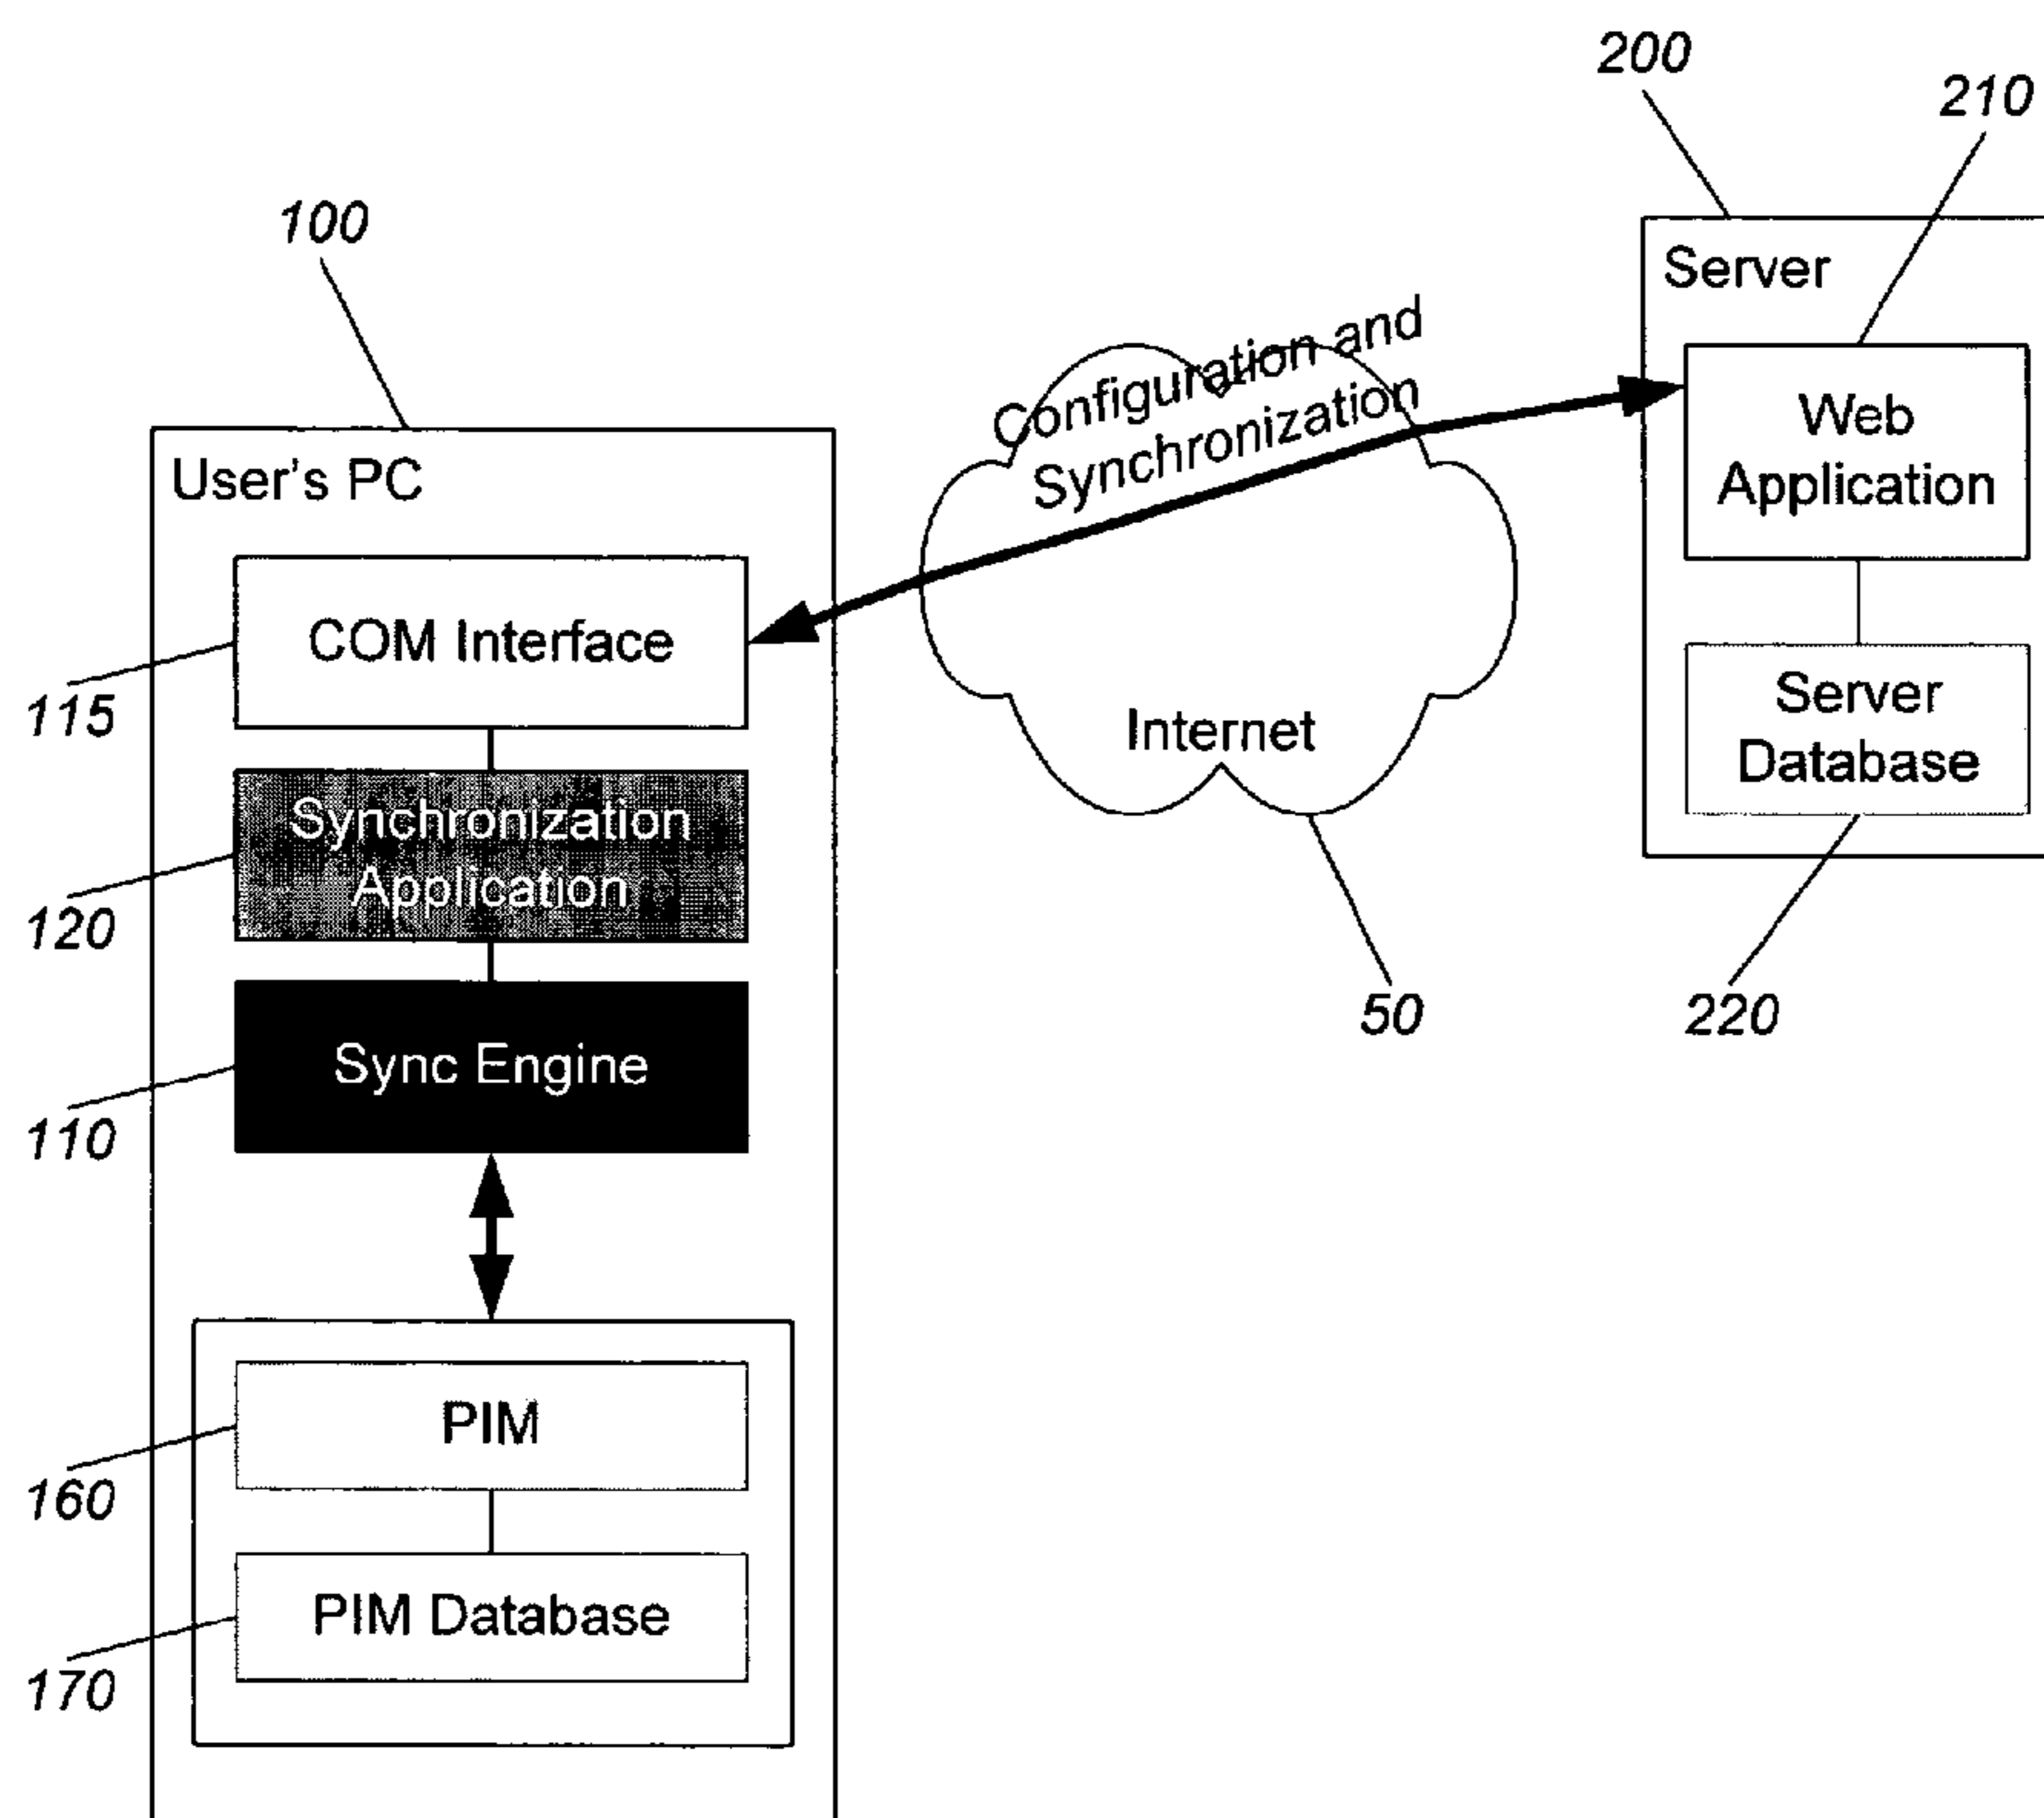 200
210
100
Server
Configuration and
Synchronization
Web
Application
User's PC
COM Interface
115
Server
Database
Internet
Synchronization
Application
120
50
220
Sync Engine
110
PIM
160
PIM Database
170